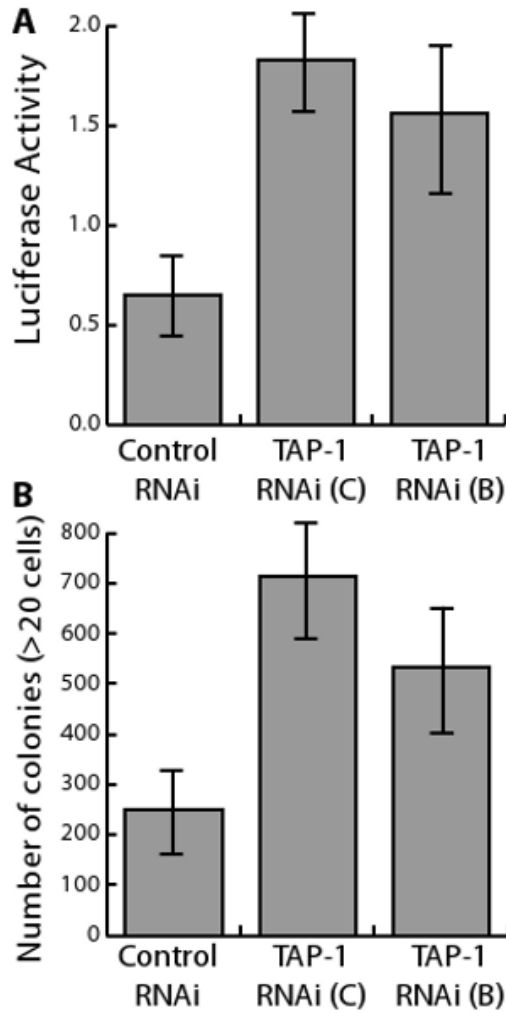 A
Luciferase Activity
2.0
1.5
1.0
0.5
0.0
Control
RNAi
TAP-1
RNAi (C)
TAP-1
RNAi (B)
B
Number of colonies (>20 cells)
800
700
600
500
400
300
200
100
0
Control
RNAi
TAP-1
RNAi (C)
TAP-1
RNAi (B)